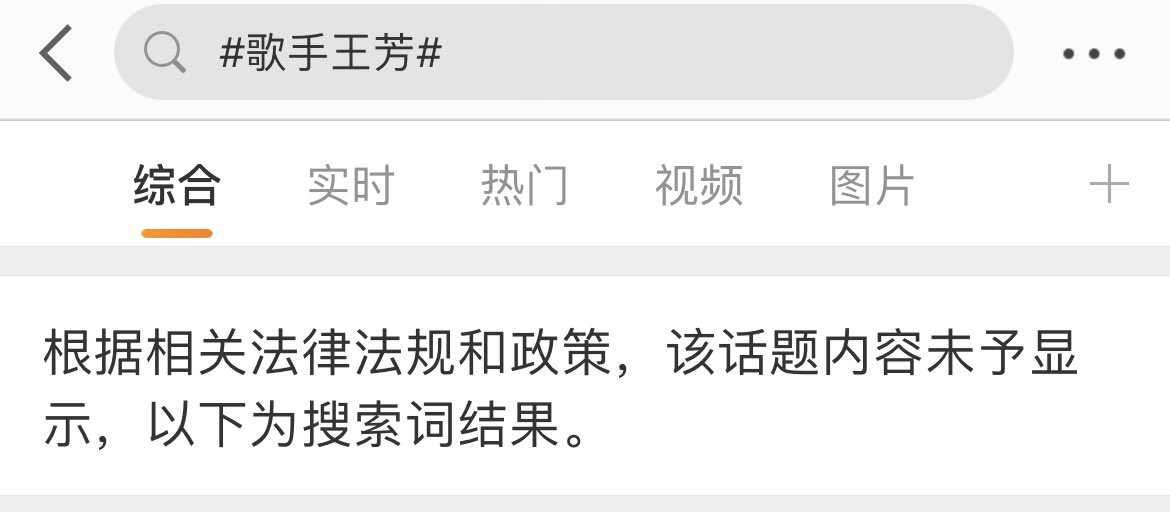 #歌手王芳#
综合 实时 热门 视频 图片
根据相关法律法规和政策，该话题内容未予显
示，以下为搜索词结果。